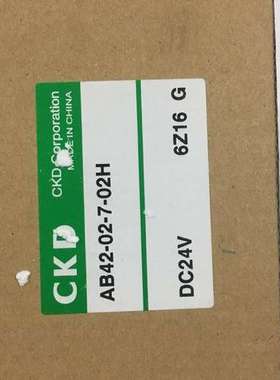 CKD
CKD Corporation
MADE IN CHINA
AB42-02-7-02H
DC24V 6Z16 G